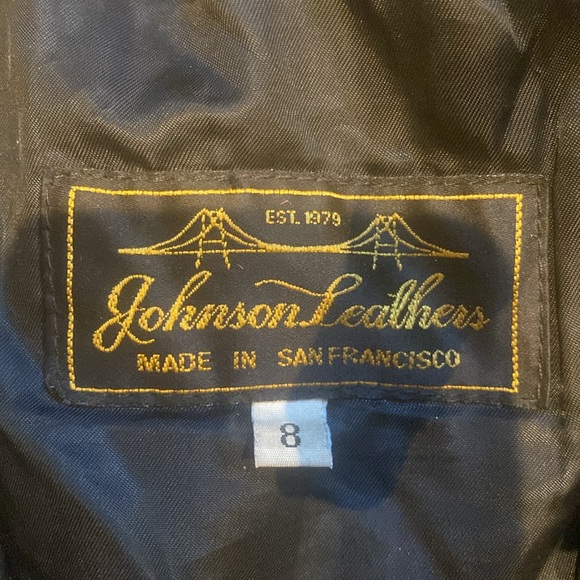 EST. 1979
Johnson Leathers
MADE IN SAN FRANCISCO
8